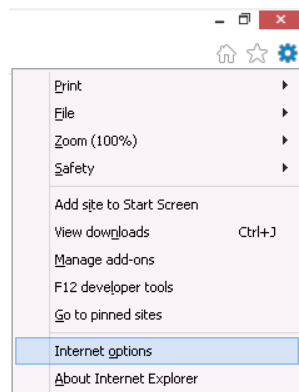 Print
File
Zoom (100%)
Safety
Add site to Start Screen
View downloads Ctrl+J
Manage add-ons
F12 developer tools
Go to pinned sites
Internet options
About Internet Explorer